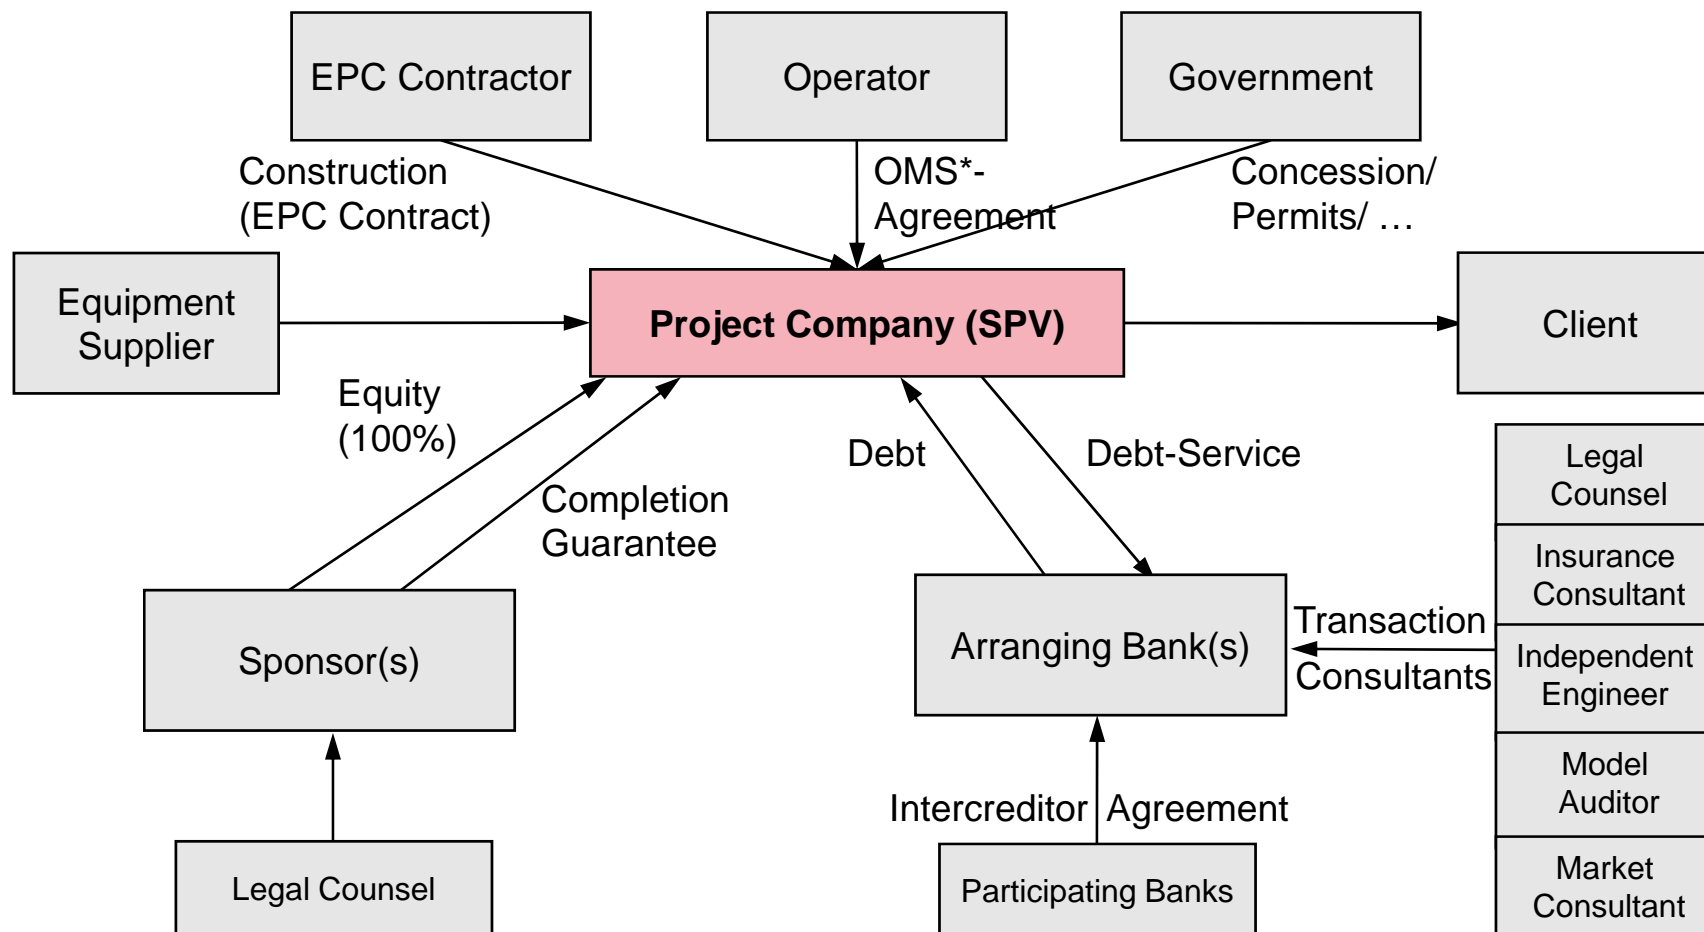 EPC Contractor
Operator
Government
Construction
(EPC Contract)
OMS*-
Agreement
Concession/
Permits/ …
Equipment
Supplier
Project Company (SPV)
Client
Equity
(100%)
Completion
Guarantee
Debt
Debt-Service
Legal
Counsel
Insurance
Consultant
Independent
Engineer
Model
Auditor
Market
Consultant
Transaction
Consultants
Sponsor(s)
Arranging Bank(s)
Intercreditor Agreement
Legal Counsel
Participating Banks